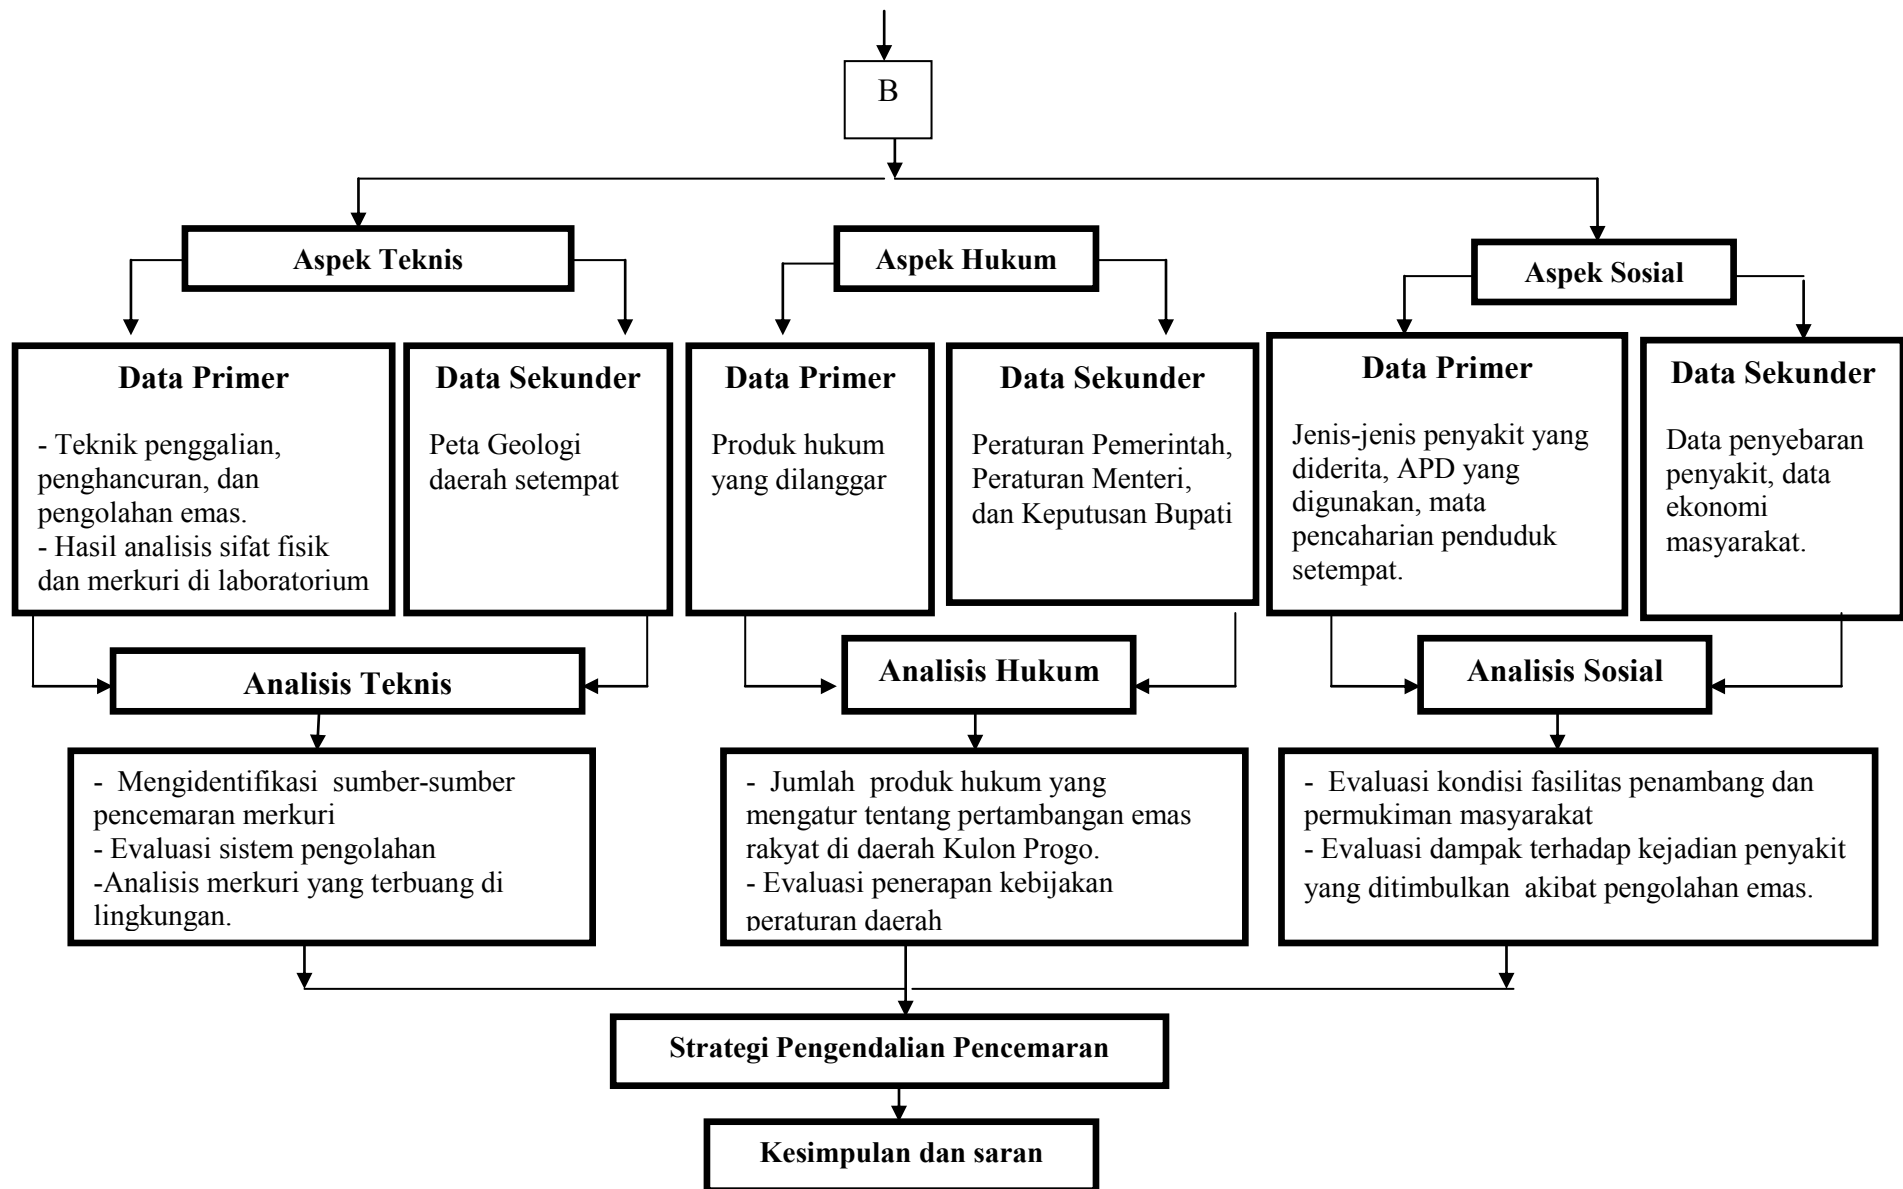 B
Aspek Teknis
Aspek Hukum
Aspek Sosial
Data Primer
- Teknik penggalian,
penghancuran, dan
pengolahan emas.
- Hasil analisis sifat fisik
dan merkuri di laboratorium
Data Sekunder
Peta Geologi
daerah setempat
Data Primer
Produk hukum
yang dilanggar
Data Sekunder
Peraturan Pemerintah,
Peraturan Menteri,
dan Keputusan Bupati
Data Primer
Jenis-jenis penyakit yang
diderita, APD yang
digunakan, mata
pencaharian penduduk
setempat.
Data Sekunder
Data penyebaran
penyakit, data
ekonomi
masyarakat.
Analisis Teknis
Analisis Hukum
Analisis Sosial
- Mengidentifikasi sumber-sumber
pencemaran merkuri
- Evaluasi sistem pengolahan
-Analisis merkuri yang terbuang di
lingkungan.
- Jumlah produk hukum yang
mengatur tentang pertambangan emas
rakyat di daerah Kulon Progo.
- Evaluasi penerapan kebijakan
peraturan daerah
- Evaluasi kondisi fasilitas penambang dan
permukiman masyarakat
- Evaluasi dampak terhadap kejadian penyakit
yang ditimbulkan akibat pengolahan emas.
Strategi Pengendalian Pencemaran
Kesimpulan dan saran